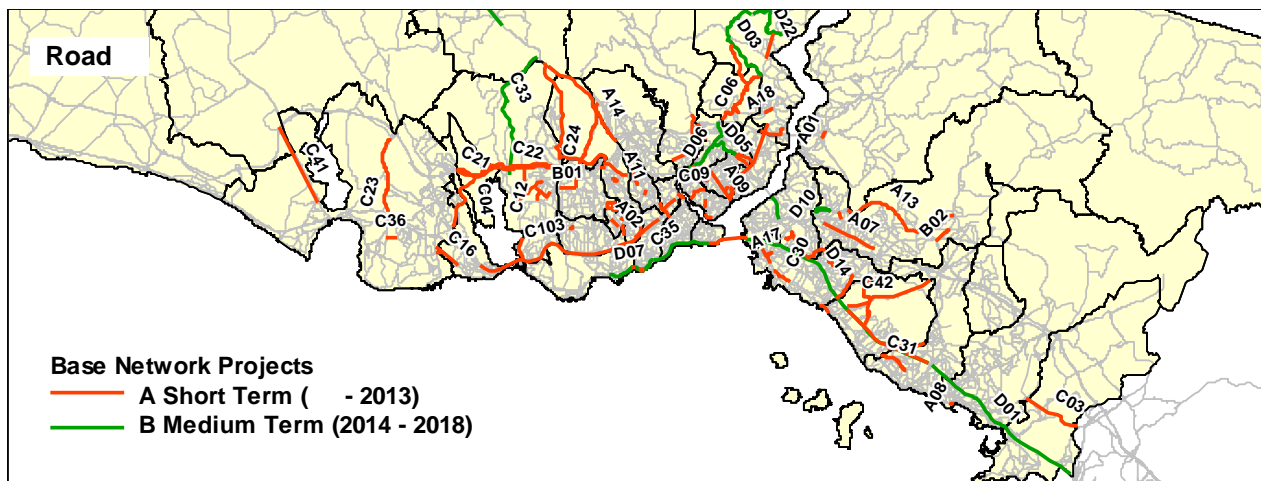 Road
D22
D03
C33
C06
A18
A14
A01
D06
D05
C24
C22
C21
A11
B01
C09
A09
C41
C23
C04
C12
D10
A13
B02
A07
A02
C36
C103
C35
A17
C30
C16
D07
D14
C42
C31
Base Network Projects
A Short Term (      - 2013)
B Medium Term (2014 - 2018)
A08
D01
C03